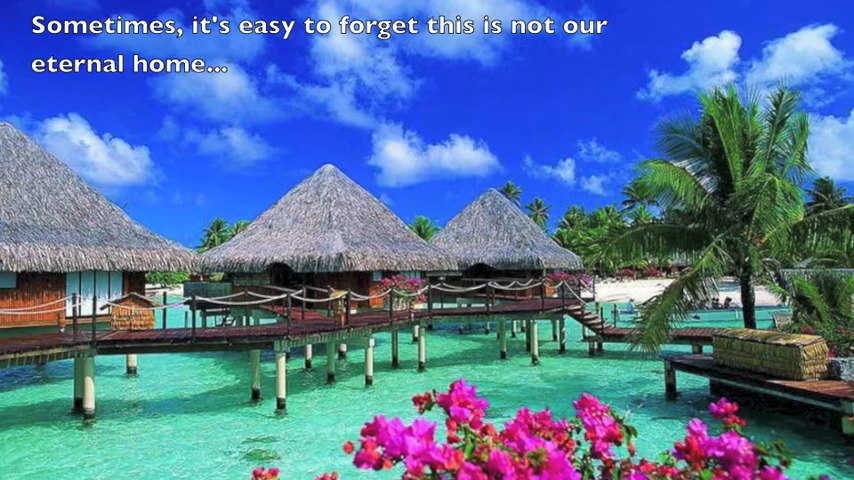 Sometimes, it's easy to forget this is not our
eternal home...